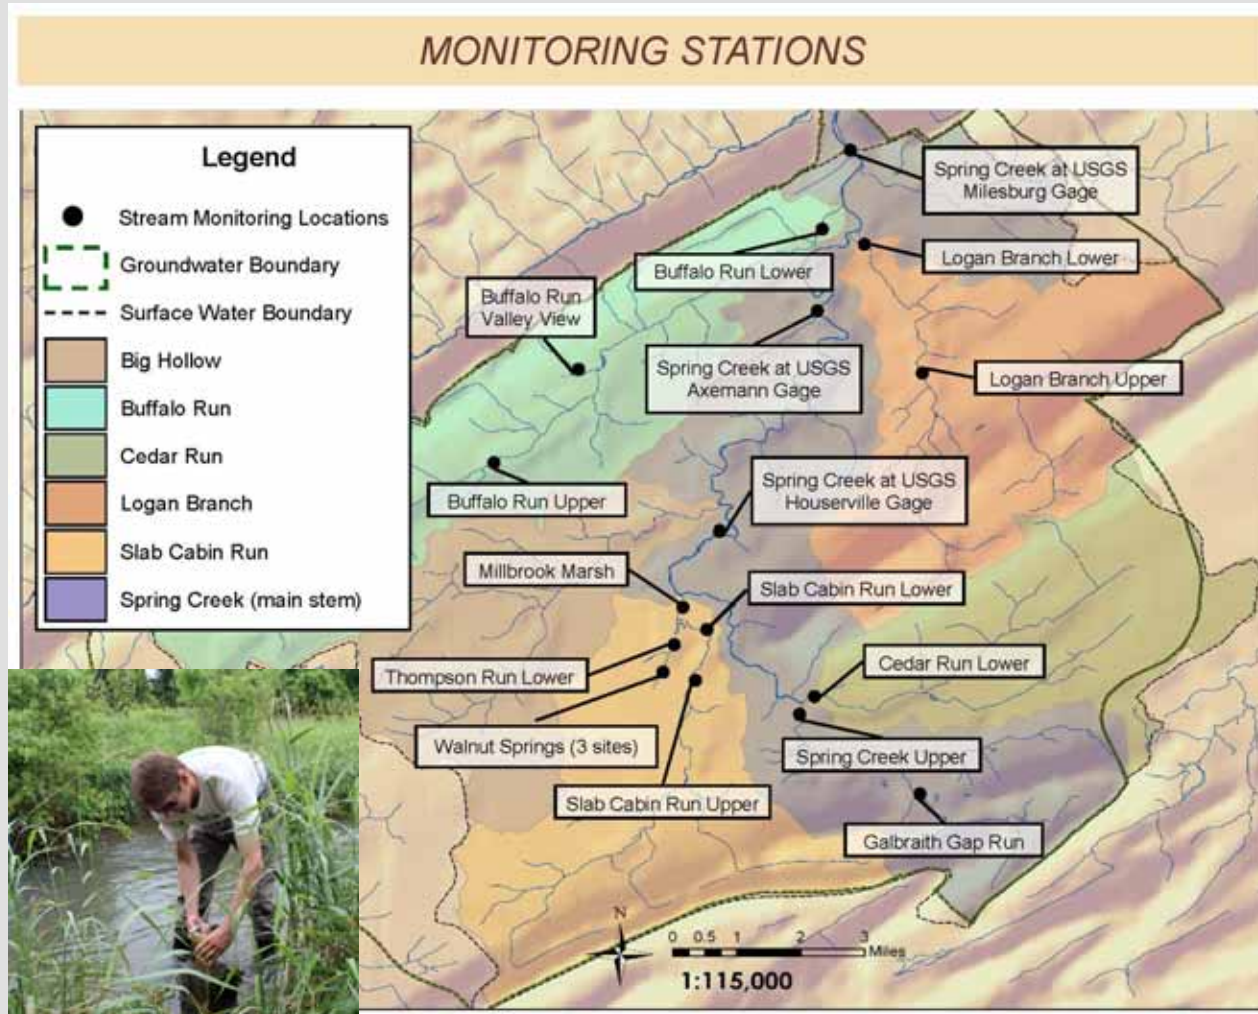 MONITORING STATIONS
Legend
Stream Monitoring Locations
Groundwater Boundary
Surface Water Boundary
Big Hollow
Buffalo Run
Cedar Run
Logan Branch
Slab Cabin Run
Spring Creek (main stem)
Spring Creek at USGS
Milesburg Gage
Logan Branch Lower
Buffalo Run Lower
Buffalo Run
Valley View
Spring Creek at USGS
Axemann Gage
Logan Branch Upper
Buffalo Run Upper
Spring Creek at USGS
Houserville Gage
Millbrook Marsh
Slab Cabin Run Lower
Thompson Run Lower
Cedar Run Lower
Walnut Springs (3 sites)
Spring Creek Upper
Slab Cabin Run Upper
Galbraith Gap Run
N
0 0.5 1 2 3
Miles
1:115,000